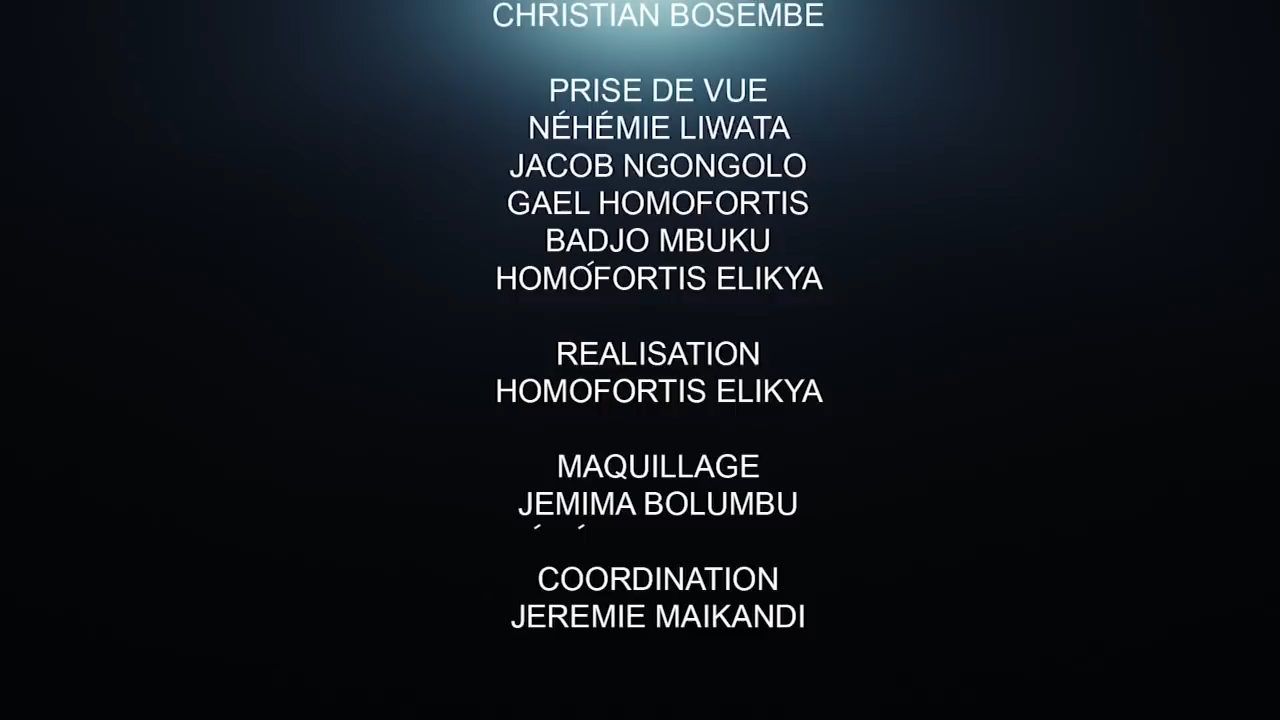 CHRISTIAN BOSEMBE
PRISE DE VUE
NÉHÉMIE LIWATA
JACOB NGONGOLO
GAEL HOMOFORTIS
BADJO MBUKU
HOMOFORTIS ELIKYA
REALISATION
HOMOFORTIS ELIKYA
MAQUILLAGE
JEMIMA BOLUMBU
COORDINATION
JEREMIE MAIKANDI